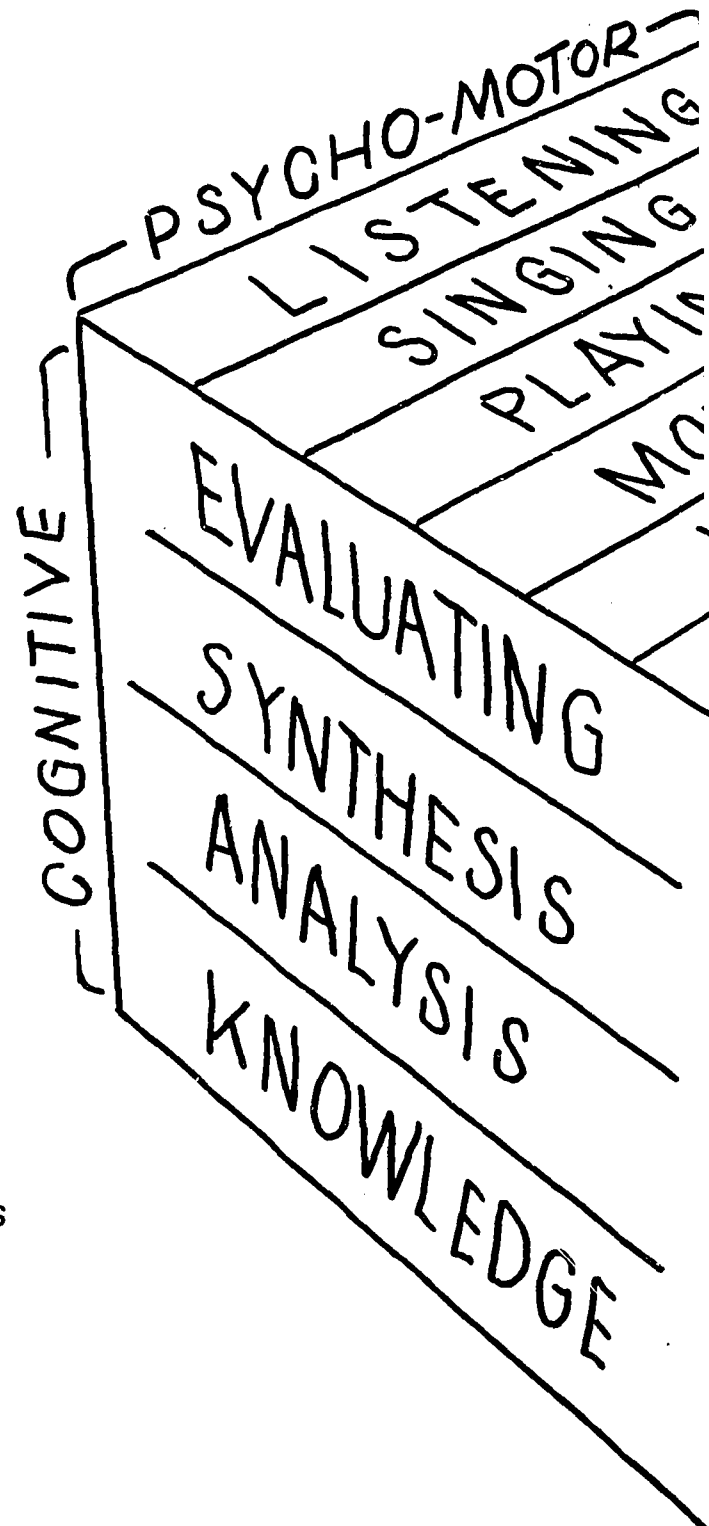 PSYCHO-MOTOR
LISTENING
SINGING
COGNITIVE
EVALUATING
SYNTHESIS
ANALYSIS
KNOWLEDGE